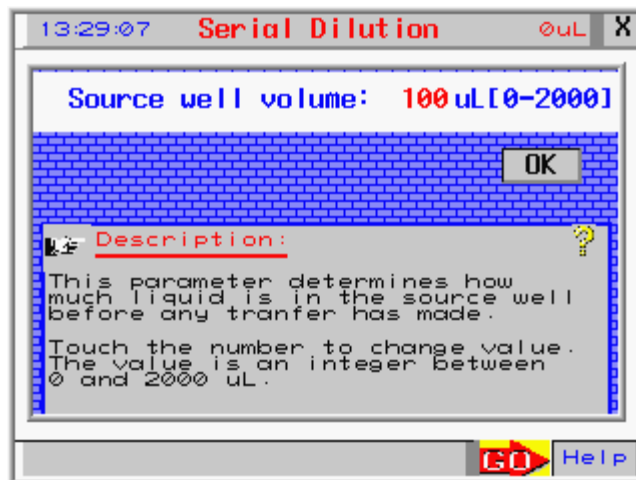 13:29:07 Serial Dilution 0uL X
Source well volume: 100 uL[0-2000]
OK
Description: ?
This parameter determines how
much liquid is in the source well
before any tranfer has made.
Touch the number to change value.
The value is an integer between
0 and 2000 uL.
GO Help